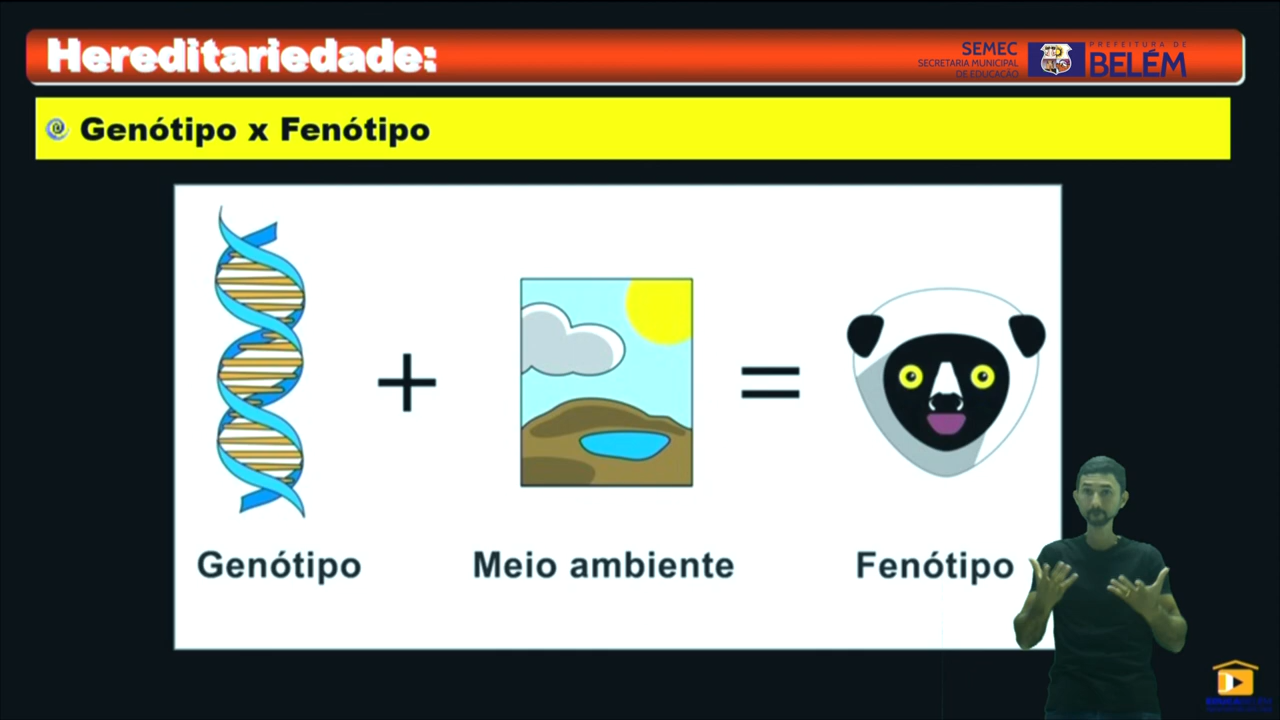 Hereditariedade:
SEMEC
SECRETARIA MUNICIPAL
DE EDUCAÇÃO
PREFEITURA DE
BELÉM
Genótipo x Fenótipo
Genótipo
Meio ambiente
Fenótipo